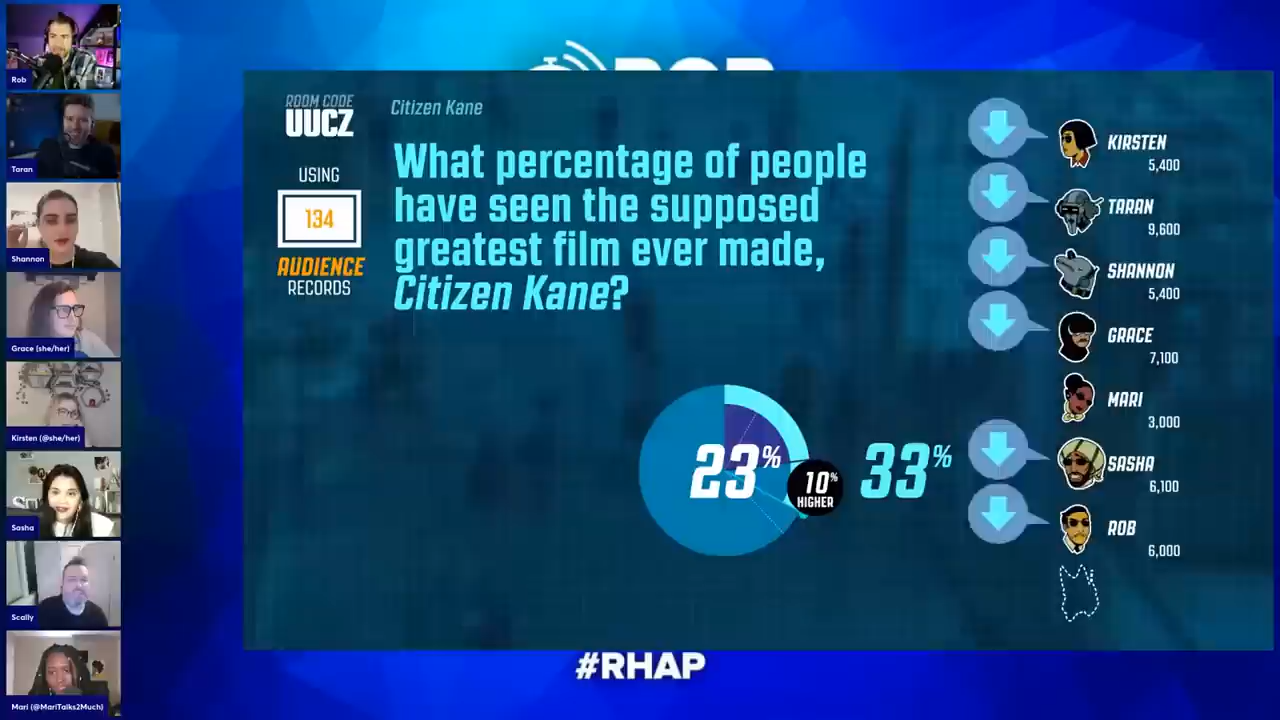 Rob
Taran
Shannon
Grace (she/her)
Kirsten (@she/her)
Sasha
Scally
Mari (@MariTalks2Much)
ROOM CODE
UUCZ
USING
134
AUDIENCE
RECORDS
Citizen Kane
What percentage of people
have seen the supposed
greatest film ever made,
Citizen Kane?
23%
10%
HIGHER
33%
KIRSTEN
5,400
TARAN
9,600
SHANNON
5,400
GRACE
7,100
MARI
3,000
SASHA
6,100
ROB
6,000
#RHAP